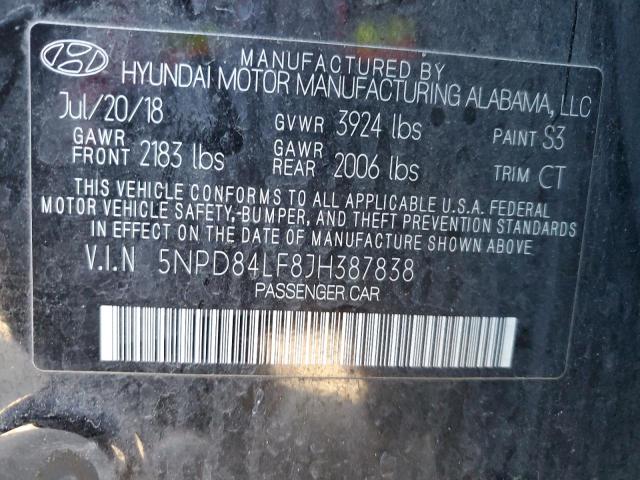 MANUFACTURED BY
HYUNDAI MOTOR MANUFACTURING ALABAMA, LLC
Jul/20/18 GVWR 3924 lbs PAINT S3
GAWR FRONT 2183 lbs GAWR REAR 2006 lbs TRIM CT
THIS VEHICLE CONFORMS TO ALL APPLICABLE U.S.A. FEDERAL
MOTOR VEHICLE SAFETY,-BUMPER, AND THEFT PREVENTION STANDARDS
IN EFFECT ON THE DATE OF MANUFACTURE SHOWN ABOVE.
V.I.N 5NPD84LF8JH387838
PASSENGER CAR